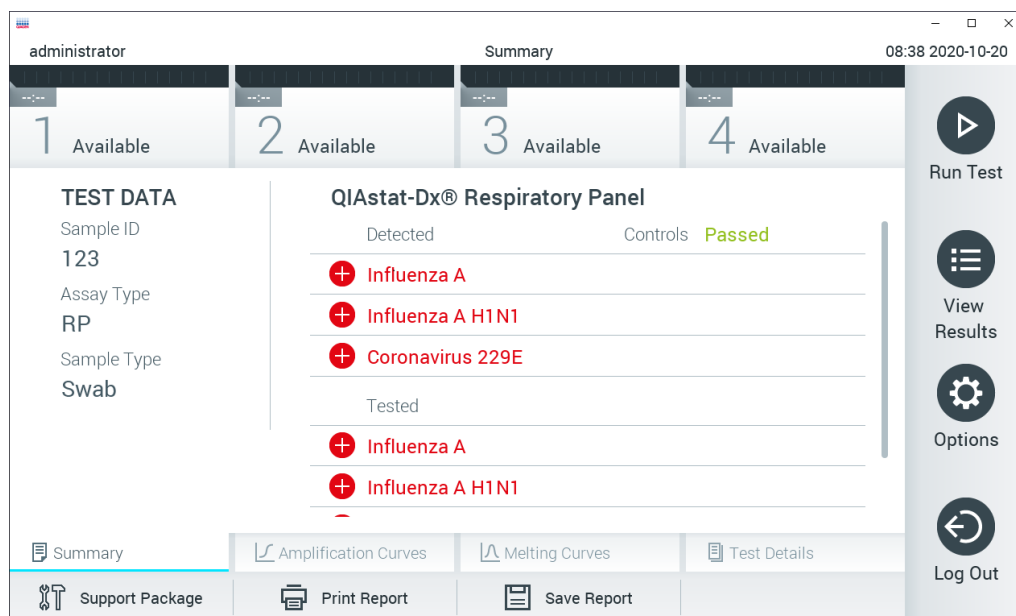 administrator Summary 08:38 2020-10-20
--:-- --:-- --:-- --:--
1 Available 2 Available 3 Available 4 Available
Run Test
TEST DATA
Sample ID
123
Assay Type
RP
Sample Type
Swab
QIAstat-Dx® Respiratory Panel
Detected Controls Passed
Influenza A
Influenza A H1N1
Coronavirus 229E
Tested
Influenza A
Influenza A H1N1
View
Results
Options
Log Out
Summary Amplification Curves Melting Curves Test Details
Support Package Print Report Save Report